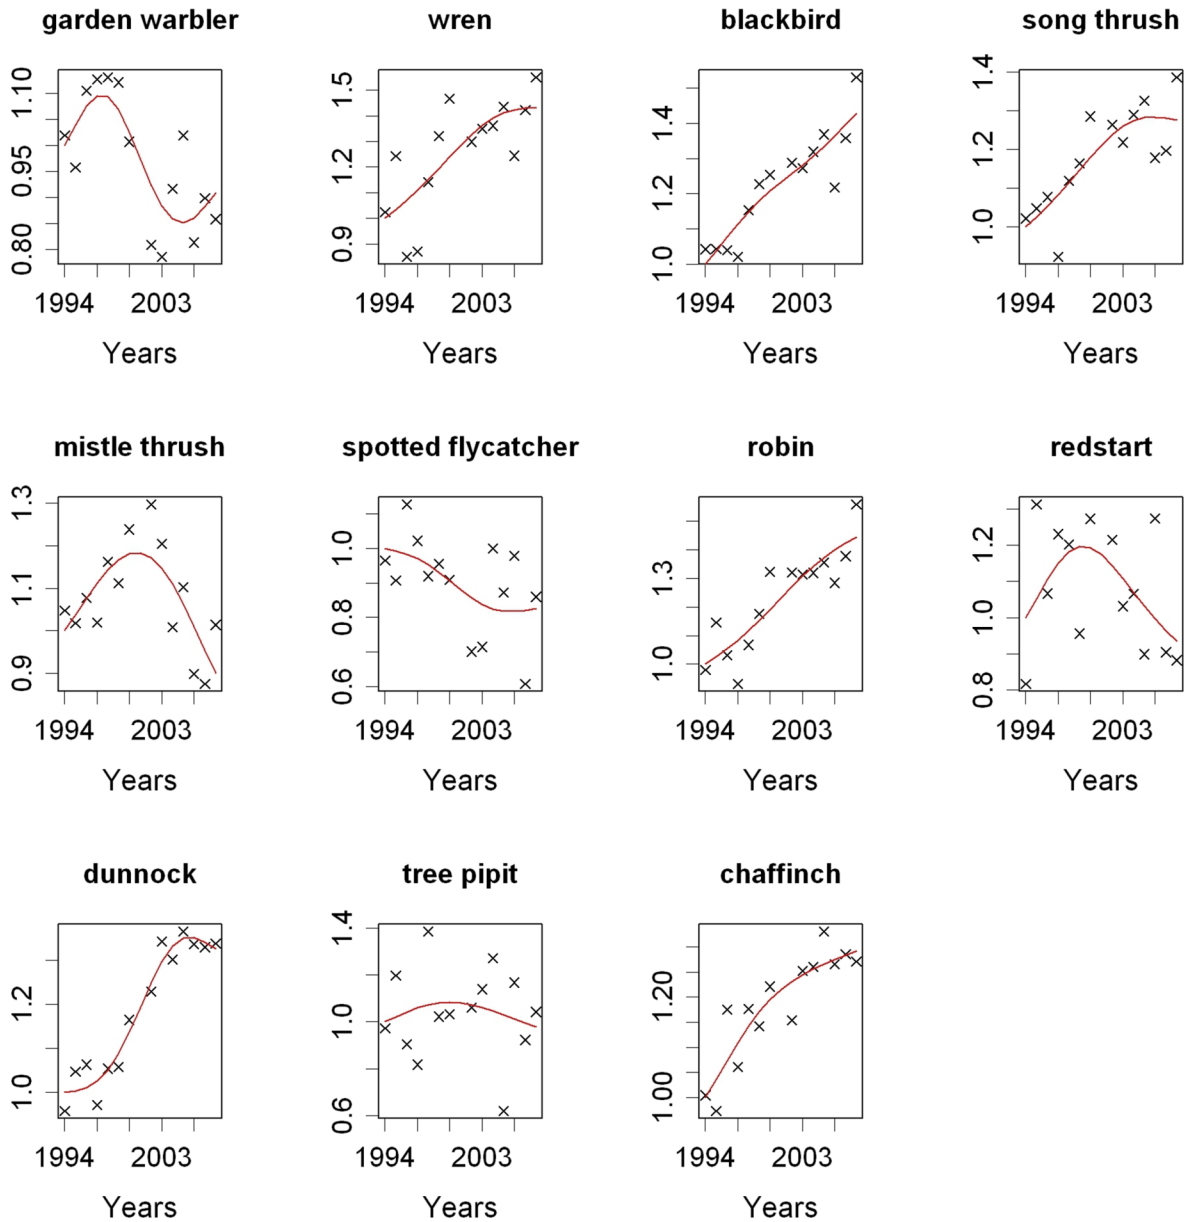 garden warbler wren blackbird song thrush
1.10 0.95 0.80 1.5 1.2 0.9 1.4 1.2 1.0 1.4 1.2 1.0
1994 2003 1994 2003 1994 2003 1994 2003
Years Years Years Years
mistle thrush spotted flycatcher robin redstart
1.3 1.1 0.9 1.0 0.8 0.6 1.3 1.0 1.2 1.0 0.8
1994 2003 1994 2003 1994 2003 1994 2003
Years Years Years Years
dunnock tree pipit chaffinch
1.2 1.0 1.4 1.0 0.6 1.20 1.00
1994 2003 1994 2003 1994 2003
Years Years Years